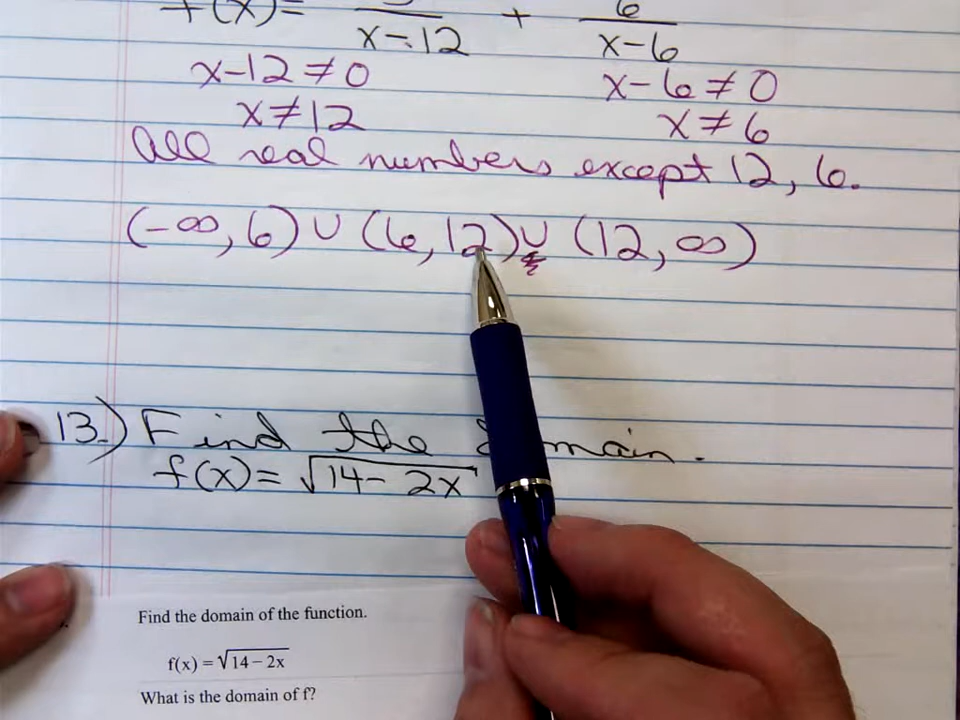 f(x) = —— + 6
x-12 x-6
x-12 ≠ 0 x-6 ≠ 0
x ≠ 12 x ≠ 6
All real numbers except 12, 6.
(-∞, 6) ∪ (6, 12) ∪ (12, ∞)
13.) Find the domain.
f(x) = √14 - 2x
Find the domain of the function.
f(x) = √14 - 2x
What is the domain of f?